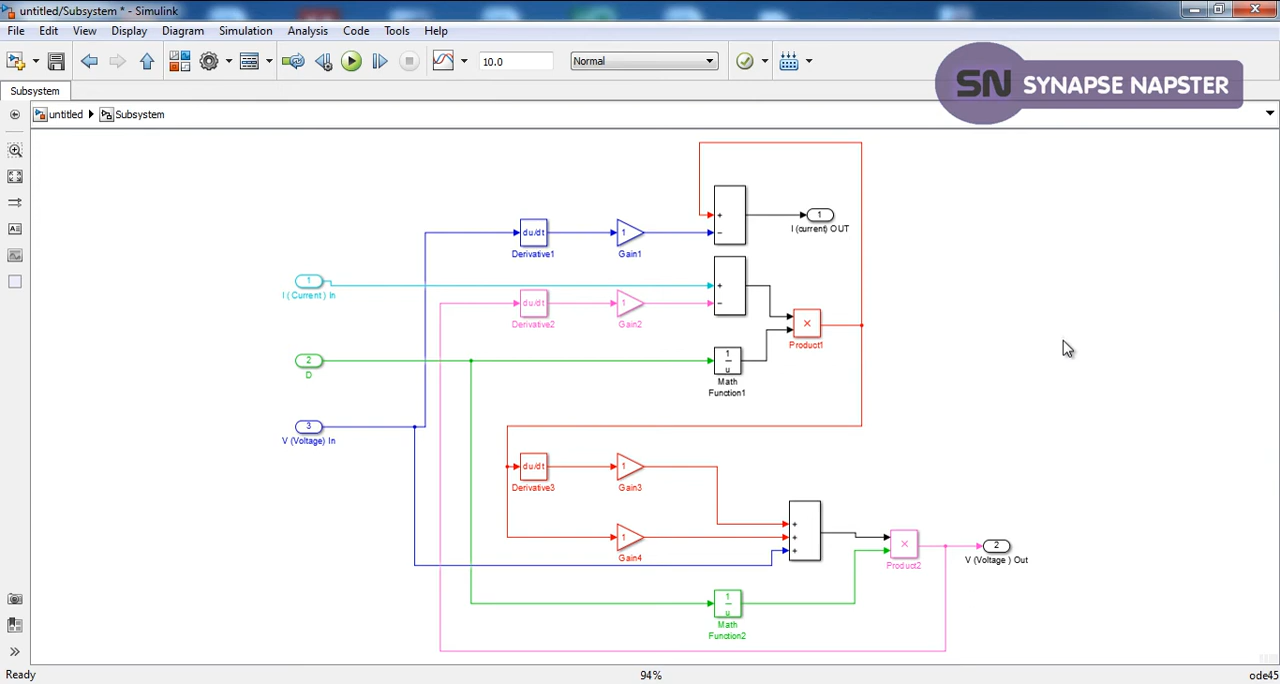 untitled/Subsystem * - Simulink
File Edit View Display Diagram Simulation Analysis Code Tools Help
10.0
Normal
SN SYNAPSE NAPSTER
Subsystem
untitled Subsystem
+
−
1
I (current) OUT
du/dt
Derivative1
1
Gain1
1
I ( Current ) In
+
−
du/dt
Derivative2
1
Gain2
×
Product1
2
D
1
u
Math
Function1
3
V (Voltage) In
du/dt
Derivative3
1
Gain3
1
Gain4
+
+
+
×
Product2
2
V (Voltage ) Out
1
u
Math
Function2
Ready
94%
ode45